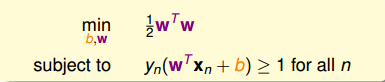 min b,w ½wᵀw
subject to yₙ(wᵀxₙ + b) ≥ 1 for all n